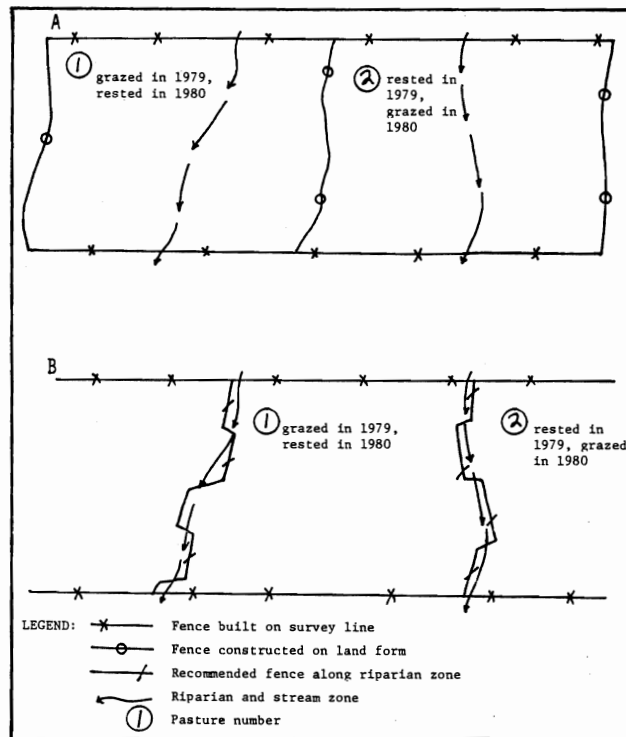 A
1 grazed in 1979,
rested in 1980
2 rested in
1979,
grazed in
1980
B
1 grazed in 1979,
rested in 1980
2 rested in
1979, grazed
in 1980
LEGEND:
Fence built on survey line
Fence constructed on land form
Recommended fence along riparian zone
Riparian and stream zone
1 Pasture number